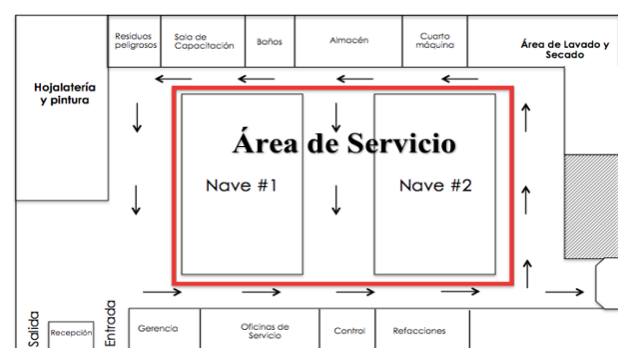 Residuos
peligrosos
Sala de
Capacitación
Baños
Almacén
Cuarto
máquina
Área de Lavado y
Secado
Hojalatería
y pintura
Área de Servicio
Nave #1
Nave #2
Salida
Recepción
Entrada
Gerencia
Oficinas de
Servicio
Control
Refacciones